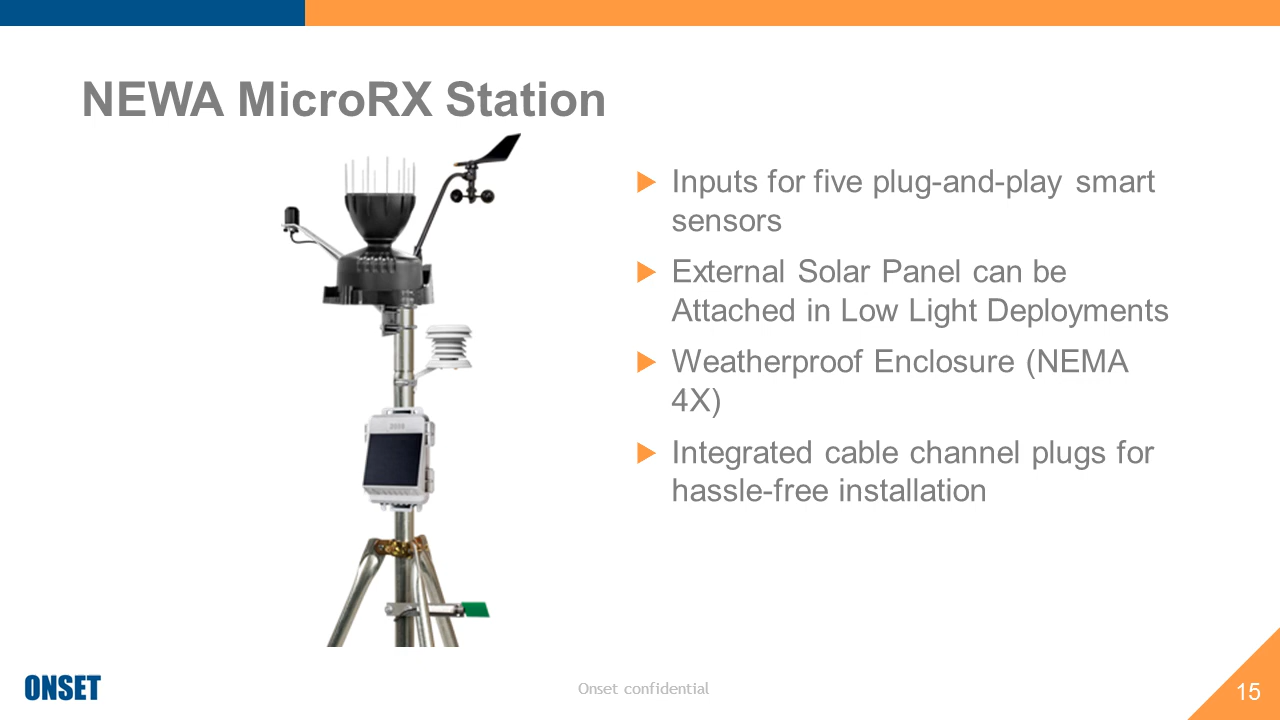 NEWA MicroRX Station
Inputs for five plug-and-play smart
sensors
External Solar Panel can be
Attached in Low Light Deployments
Weatherproof Enclosure (NEMA
4X)
Integrated cable channel plugs for
hassle-free installation
ONSET
Onset confidential
15